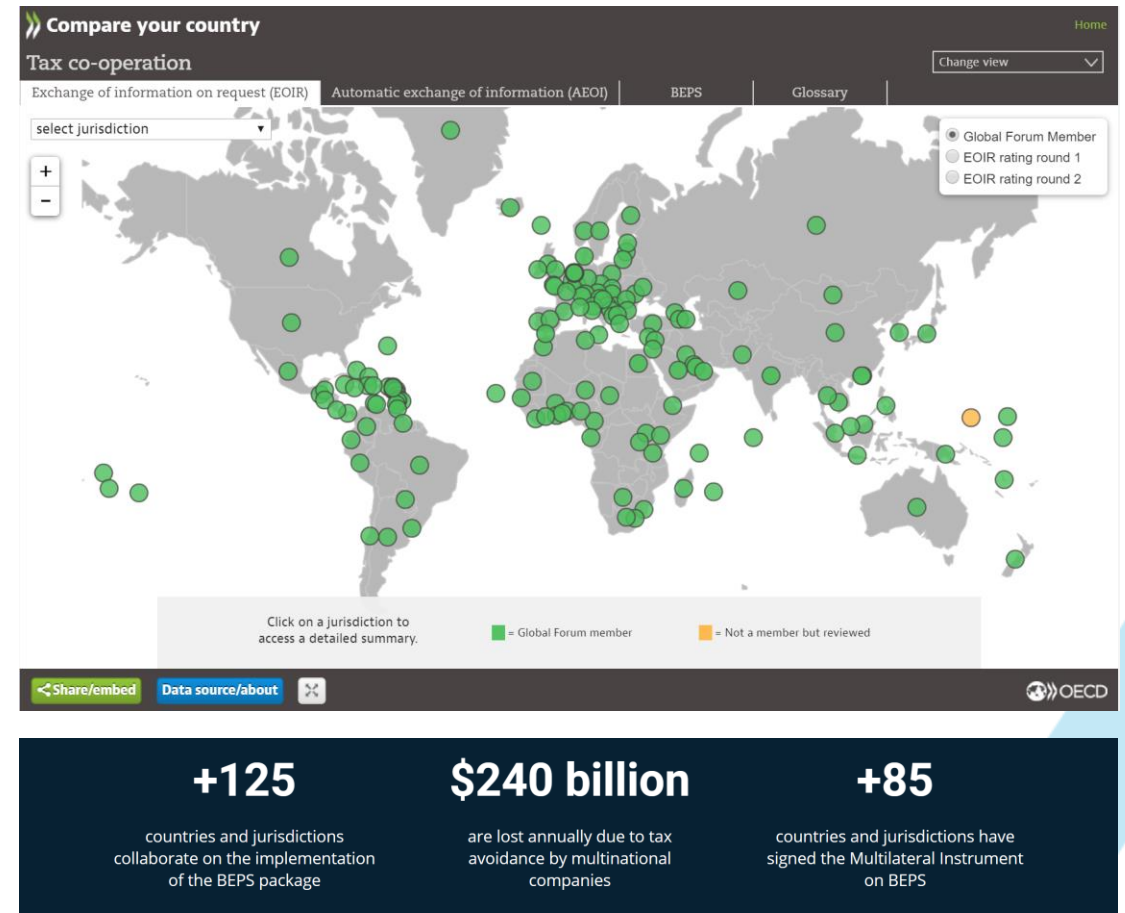 Compare your country
Home
Tax co-operation
Change view
Exchange of information on request (EOIR)
Automatic exchange of information (AEOI)
BEPS
Glossary
select jurisdiction
Global Forum Member
EOIR rating round 1
EOIR rating round 2
+
-
Click on a jurisdiction to
access a detailed summary.
= Global Forum member
= Not a member but reviewed
Share/embed
Data source/about
OECD
+125
countries and jurisdictions
collaborate on the implementation
of the BEPS package
$240 billion
are lost annually due to tax
avoidance by multinational
companies
+85
countries and jurisdictions have
signed the Multilateral Instrument
on BEPS